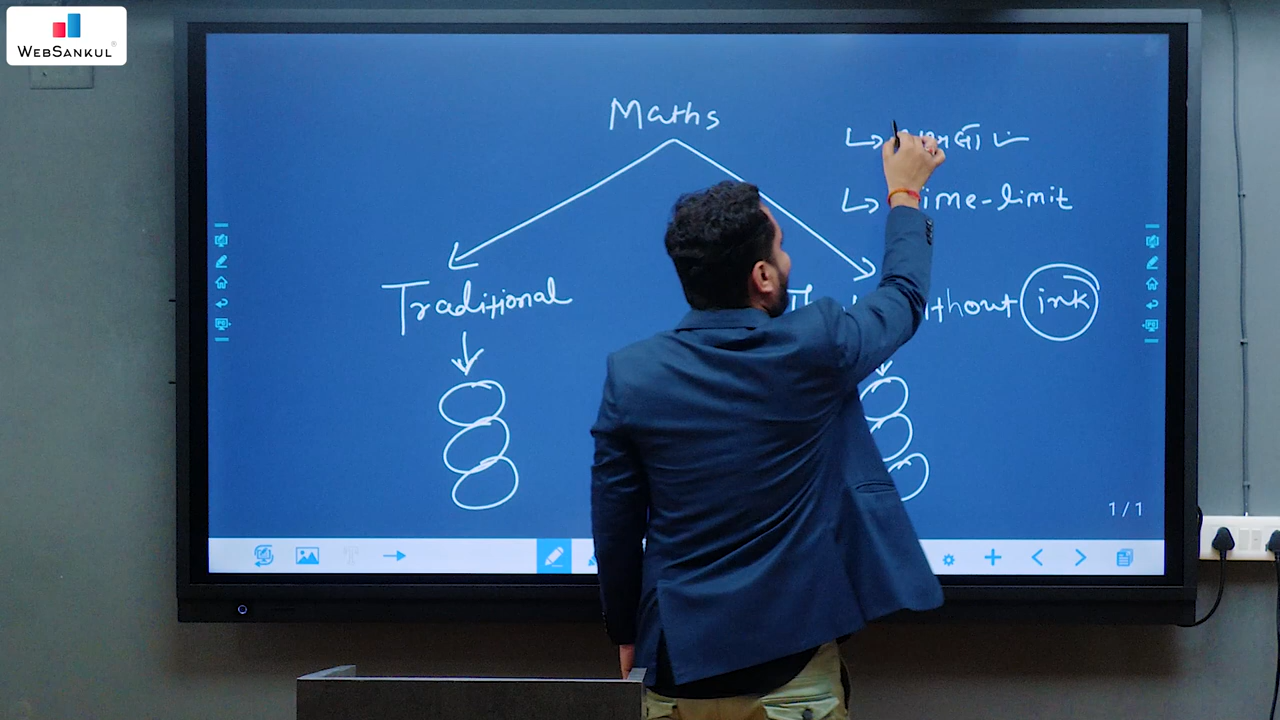 WEBSANKUL
Maths
Time-limit
Traditional
without ink
1/1